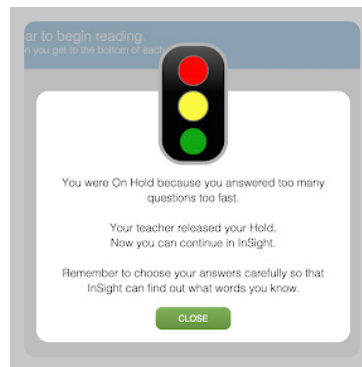 ar to begin reading.
n you get to the bottom of each
You were On Hold because you answered too many
questions too fast.
Your teacher released your Hold.
Now you can continue in InSight.
Remember to choose your answers carefully so that
InSight can find out what words you know.
CLOSE